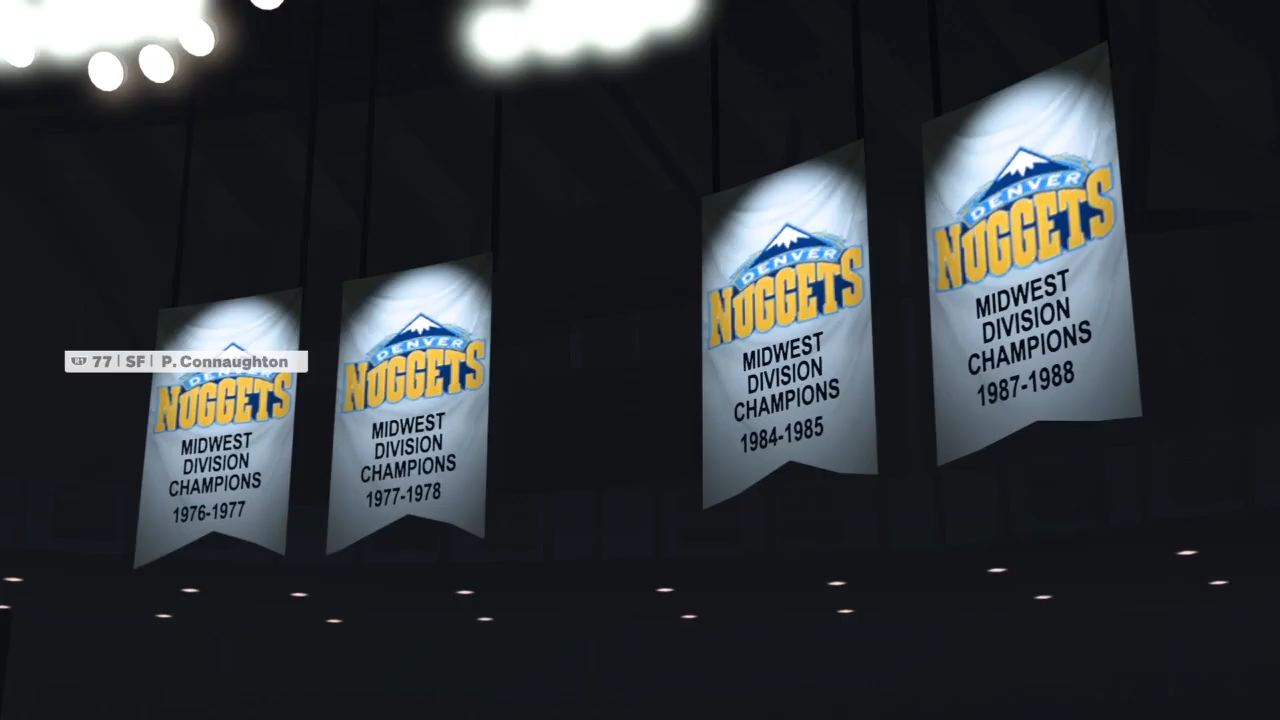 R1 77 | SF | P. Connaughton
DENVER
NUGGETS
MIDWEST
DIVISION
CHAMPIONS
1976-1977
DENVER
NUGGETS
MIDWEST
DIVISION
CHAMPIONS
1977-1978
DENVER
NUGGETS
MIDWEST
DIVISION
CHAMPIONS
1984-1985
DENVER
NUGGETS
MIDWEST
DIVISION
CHAMPIONS
1987-1988